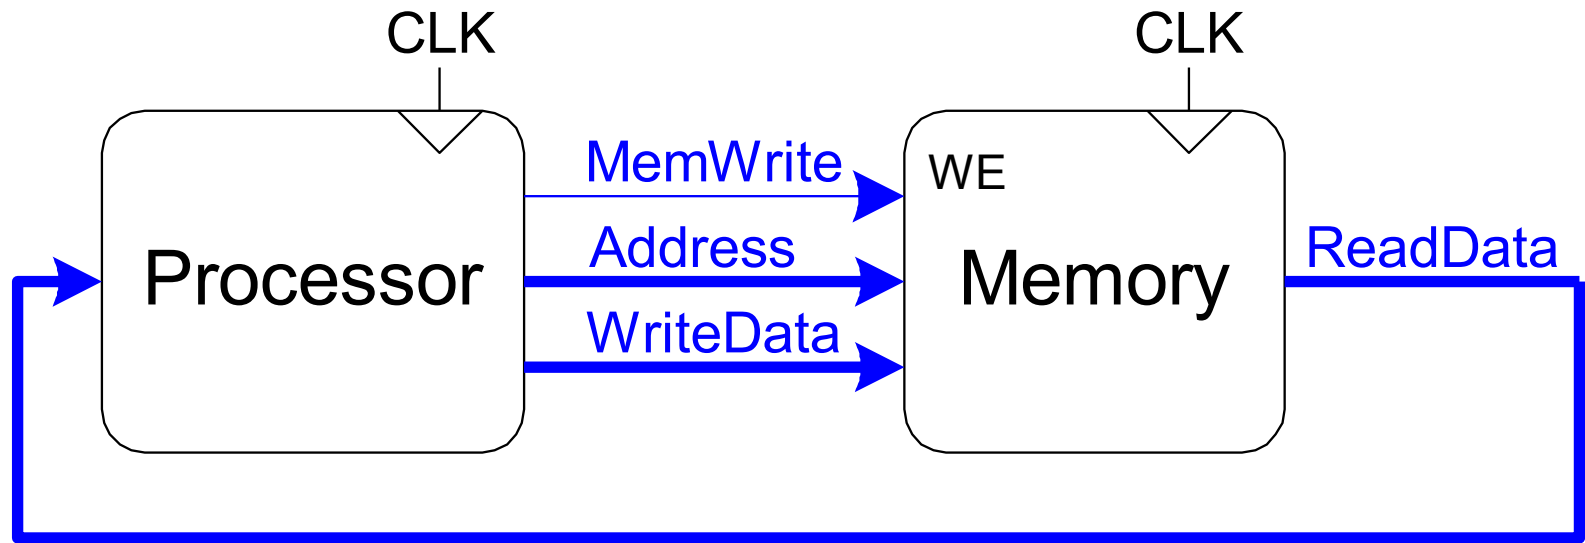 CLK
CLK
MemWrite
WE
Address
ReadData
Processor
Memory
WriteData